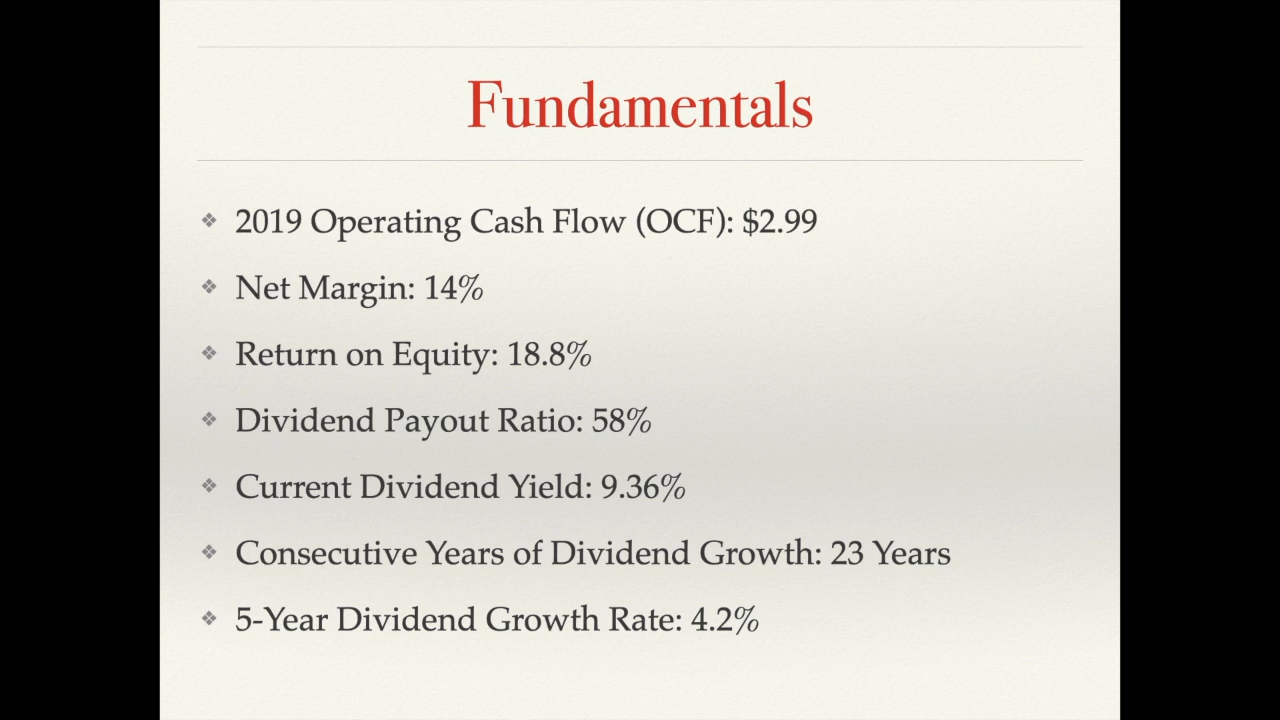 Fundamentals
❖ 2019 Operating Cash Flow (OCF): $2.99
❖ Net Margin: 14%
❖ Return on Equity: 18.8%
❖ Dividend Payout Ratio: 58%
❖ Current Dividend Yield: 9.36%
❖ Consecutive Years of Dividend Growth: 23 Years
❖ 5-Year Dividend Growth Rate: 4.2%